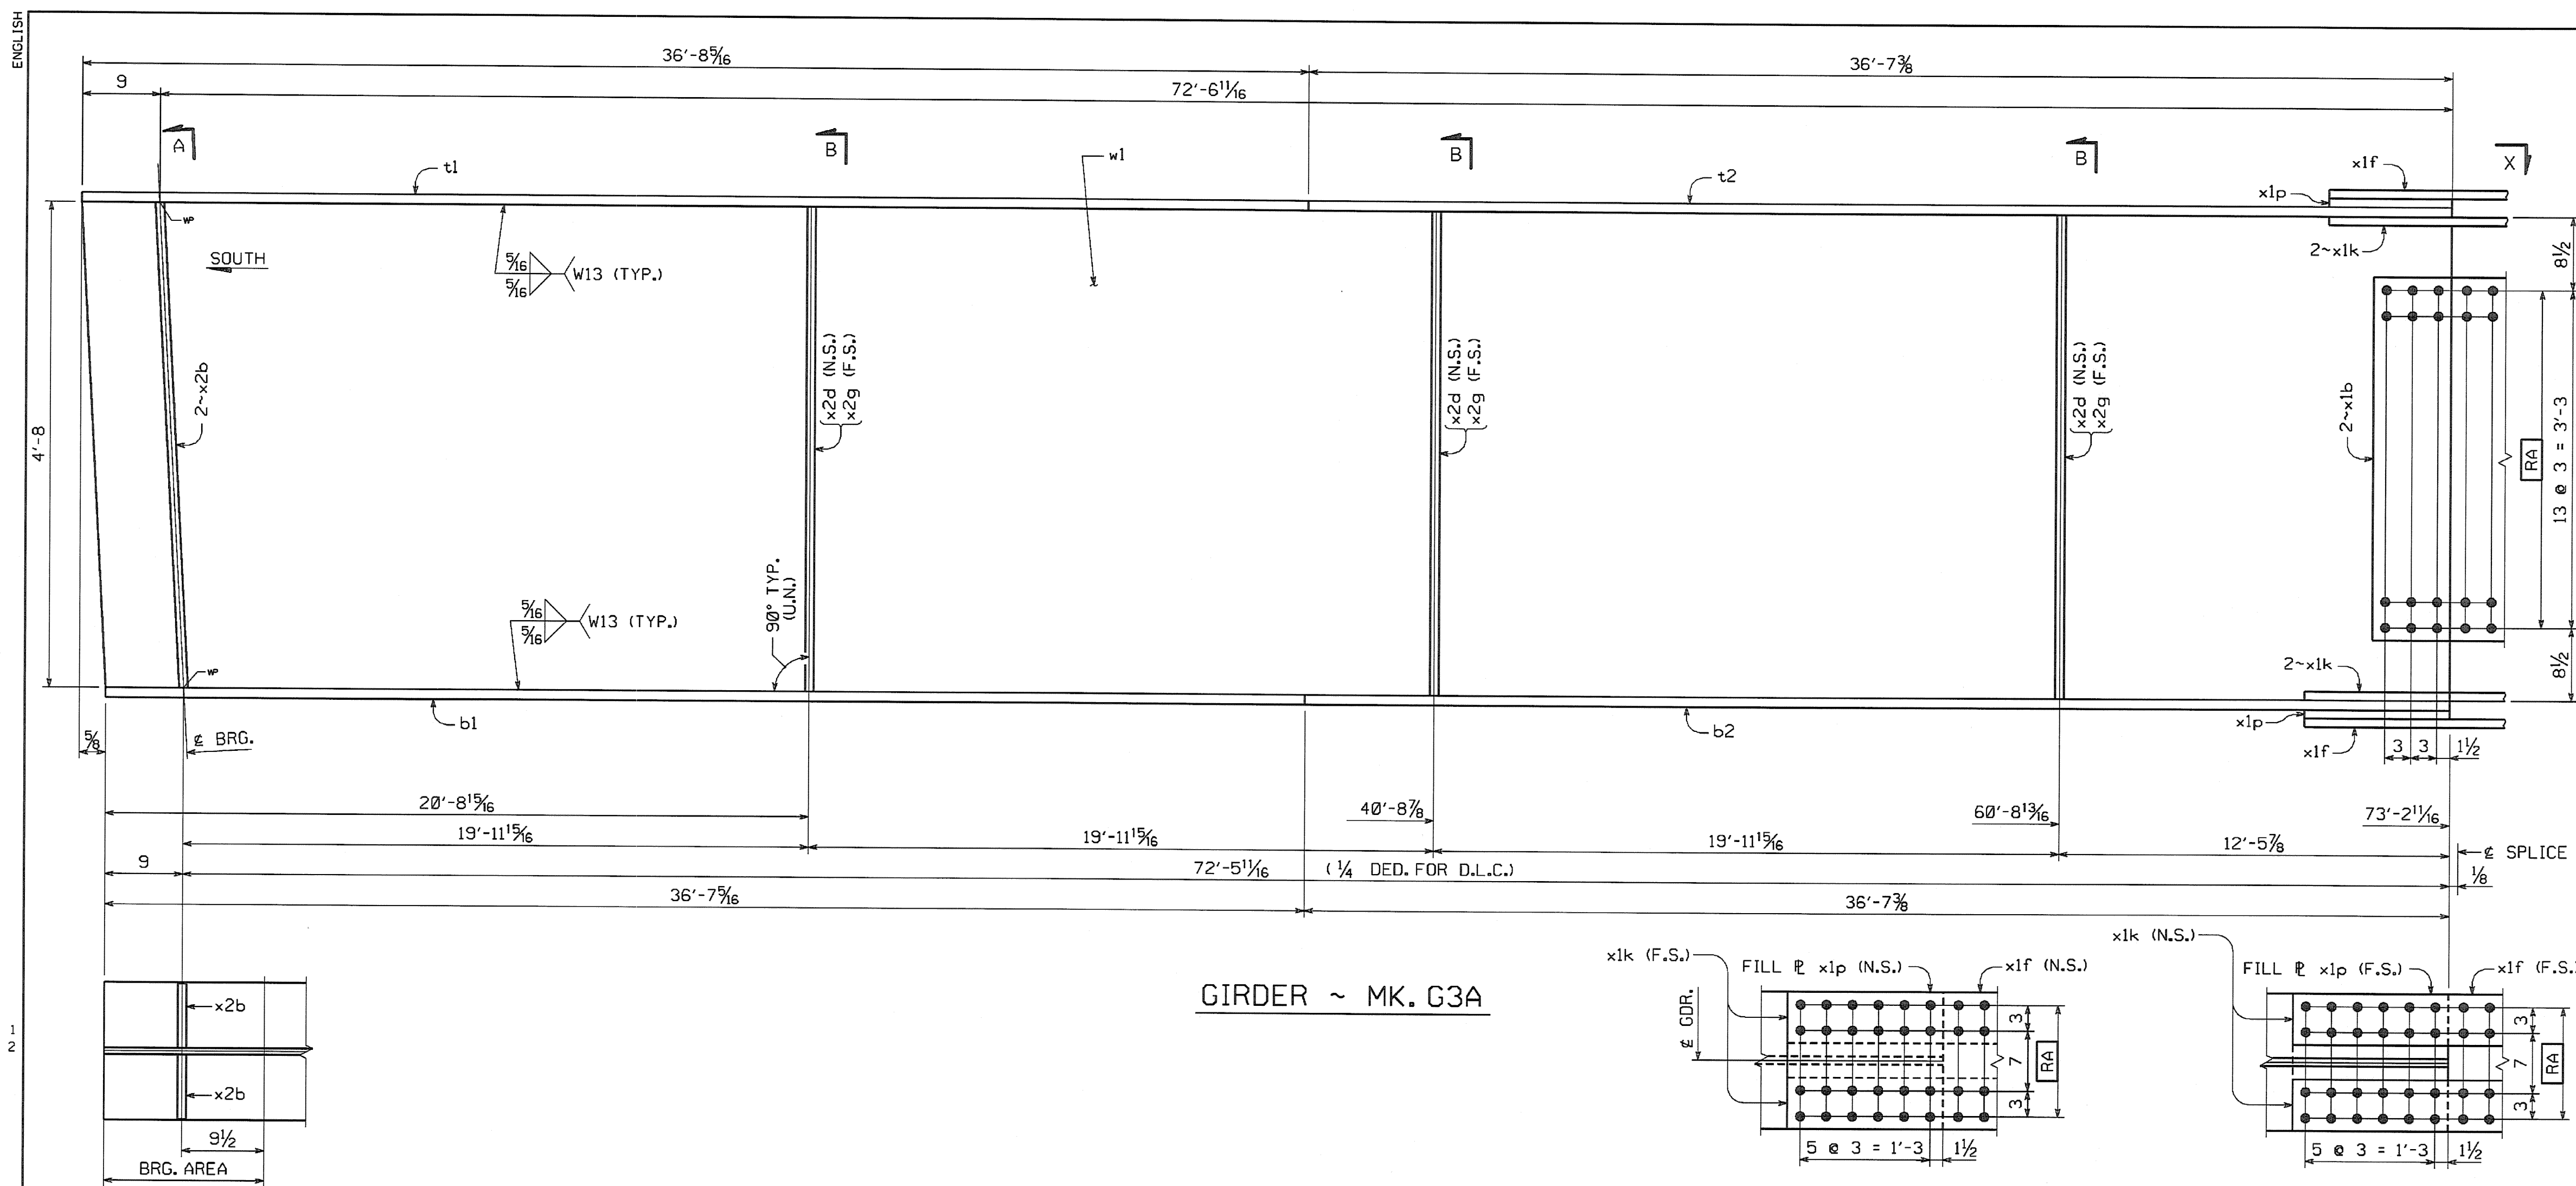 ENGLISH
36'-8 5/16
36'-7 3/8
9
72'-6 11/16
A
B
B
B
X
t1
w1
t2
x1f
x1p
2~x1k
WP
SOUTH
5/16
5/16
W13 (TYP.)
8 1/2
4'-8
2~x2b
x2d (N.S.)
x2g (F.S.)
x2d (N.S.)
x2g (F.S.)
x2d (N.S.)
x2g (F.S.)
2~x1b
RA
13 @ 3 = 3'-3
90° TYP.
(U.N.)
5/16
5/16
W13 (TYP.)
WP
8 1/2
2~x1k
x1p
x1f
5/8
℄ BRG.
b1
b2
3
3
1 1/2
20'-8 15/16
40'-8 7/8
60'-8 13/16
73'-2 11/16
19'-11 15/16
19'-11 15/16
19'-11 15/16
12'-5 7/8
℄ SPLICE
9
72'-5 11/16
(1/4 DED. FOR D.L.C.)
1/8
36'-7 5/16
36'-7 3/8
x2b
x2b
9 1/2
BRG. AREA
GIRDER ~ MK. G3A
x1k (F.S.)
FILL ℙL x1p (N.S.)
x1f (N.S.)
℄ GDR.
3
7
3
RA
5 @ 3 = 1'-3
1 1/2
x1k (N.S.)
FILL ℙL x1p (F.S.)
x1f (F.S.
3
7
3
RA
5 @ 3 = 1'-3
1 1/2
1
2